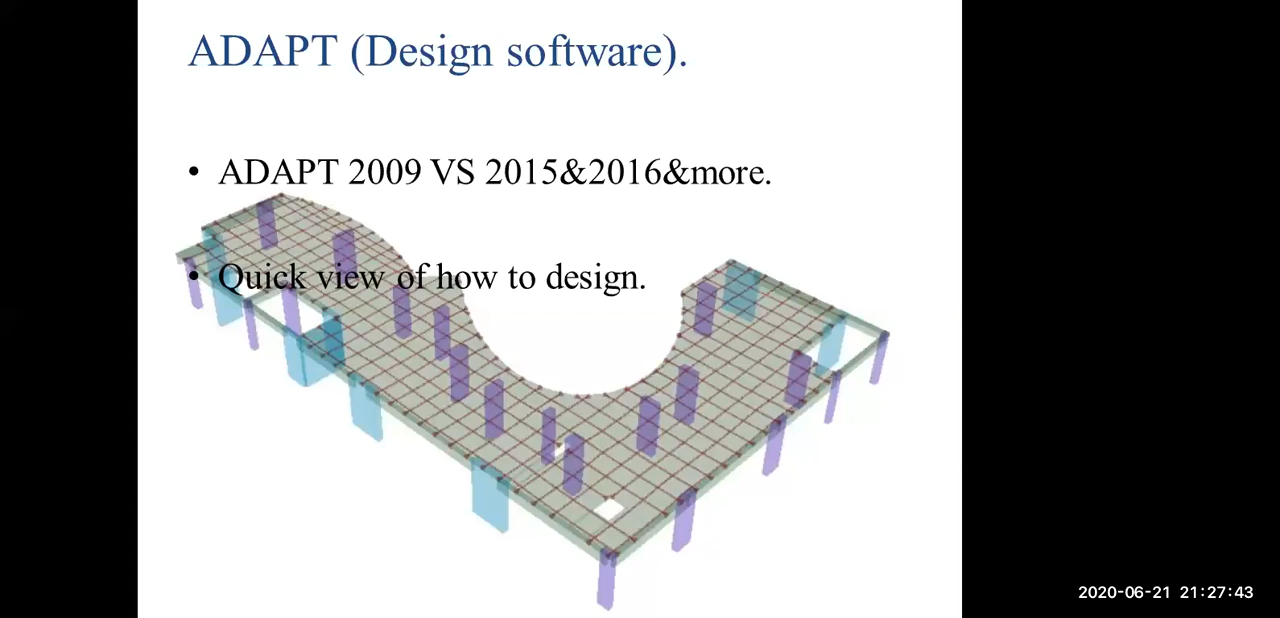 ADAPT (Design software).
• ADAPT 2009 VS 2015&2016&more.
• Quick view of how to design.
2020-06-21 21:27:43